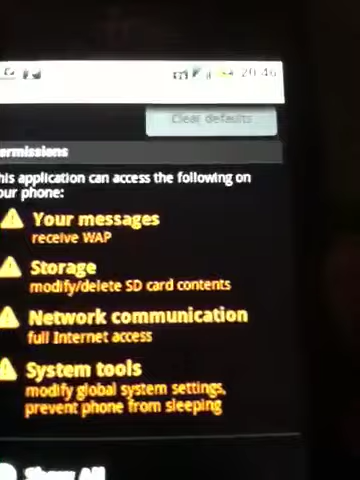 20:46
Clear defaults
ermissions
his application can access the following on
our phone:
Your messages
receive WAP
Storage
modify/delete SD card contents
Network communication
full Internet access
System tools
modify global system settings,
prevent phone from sleeping
Show All